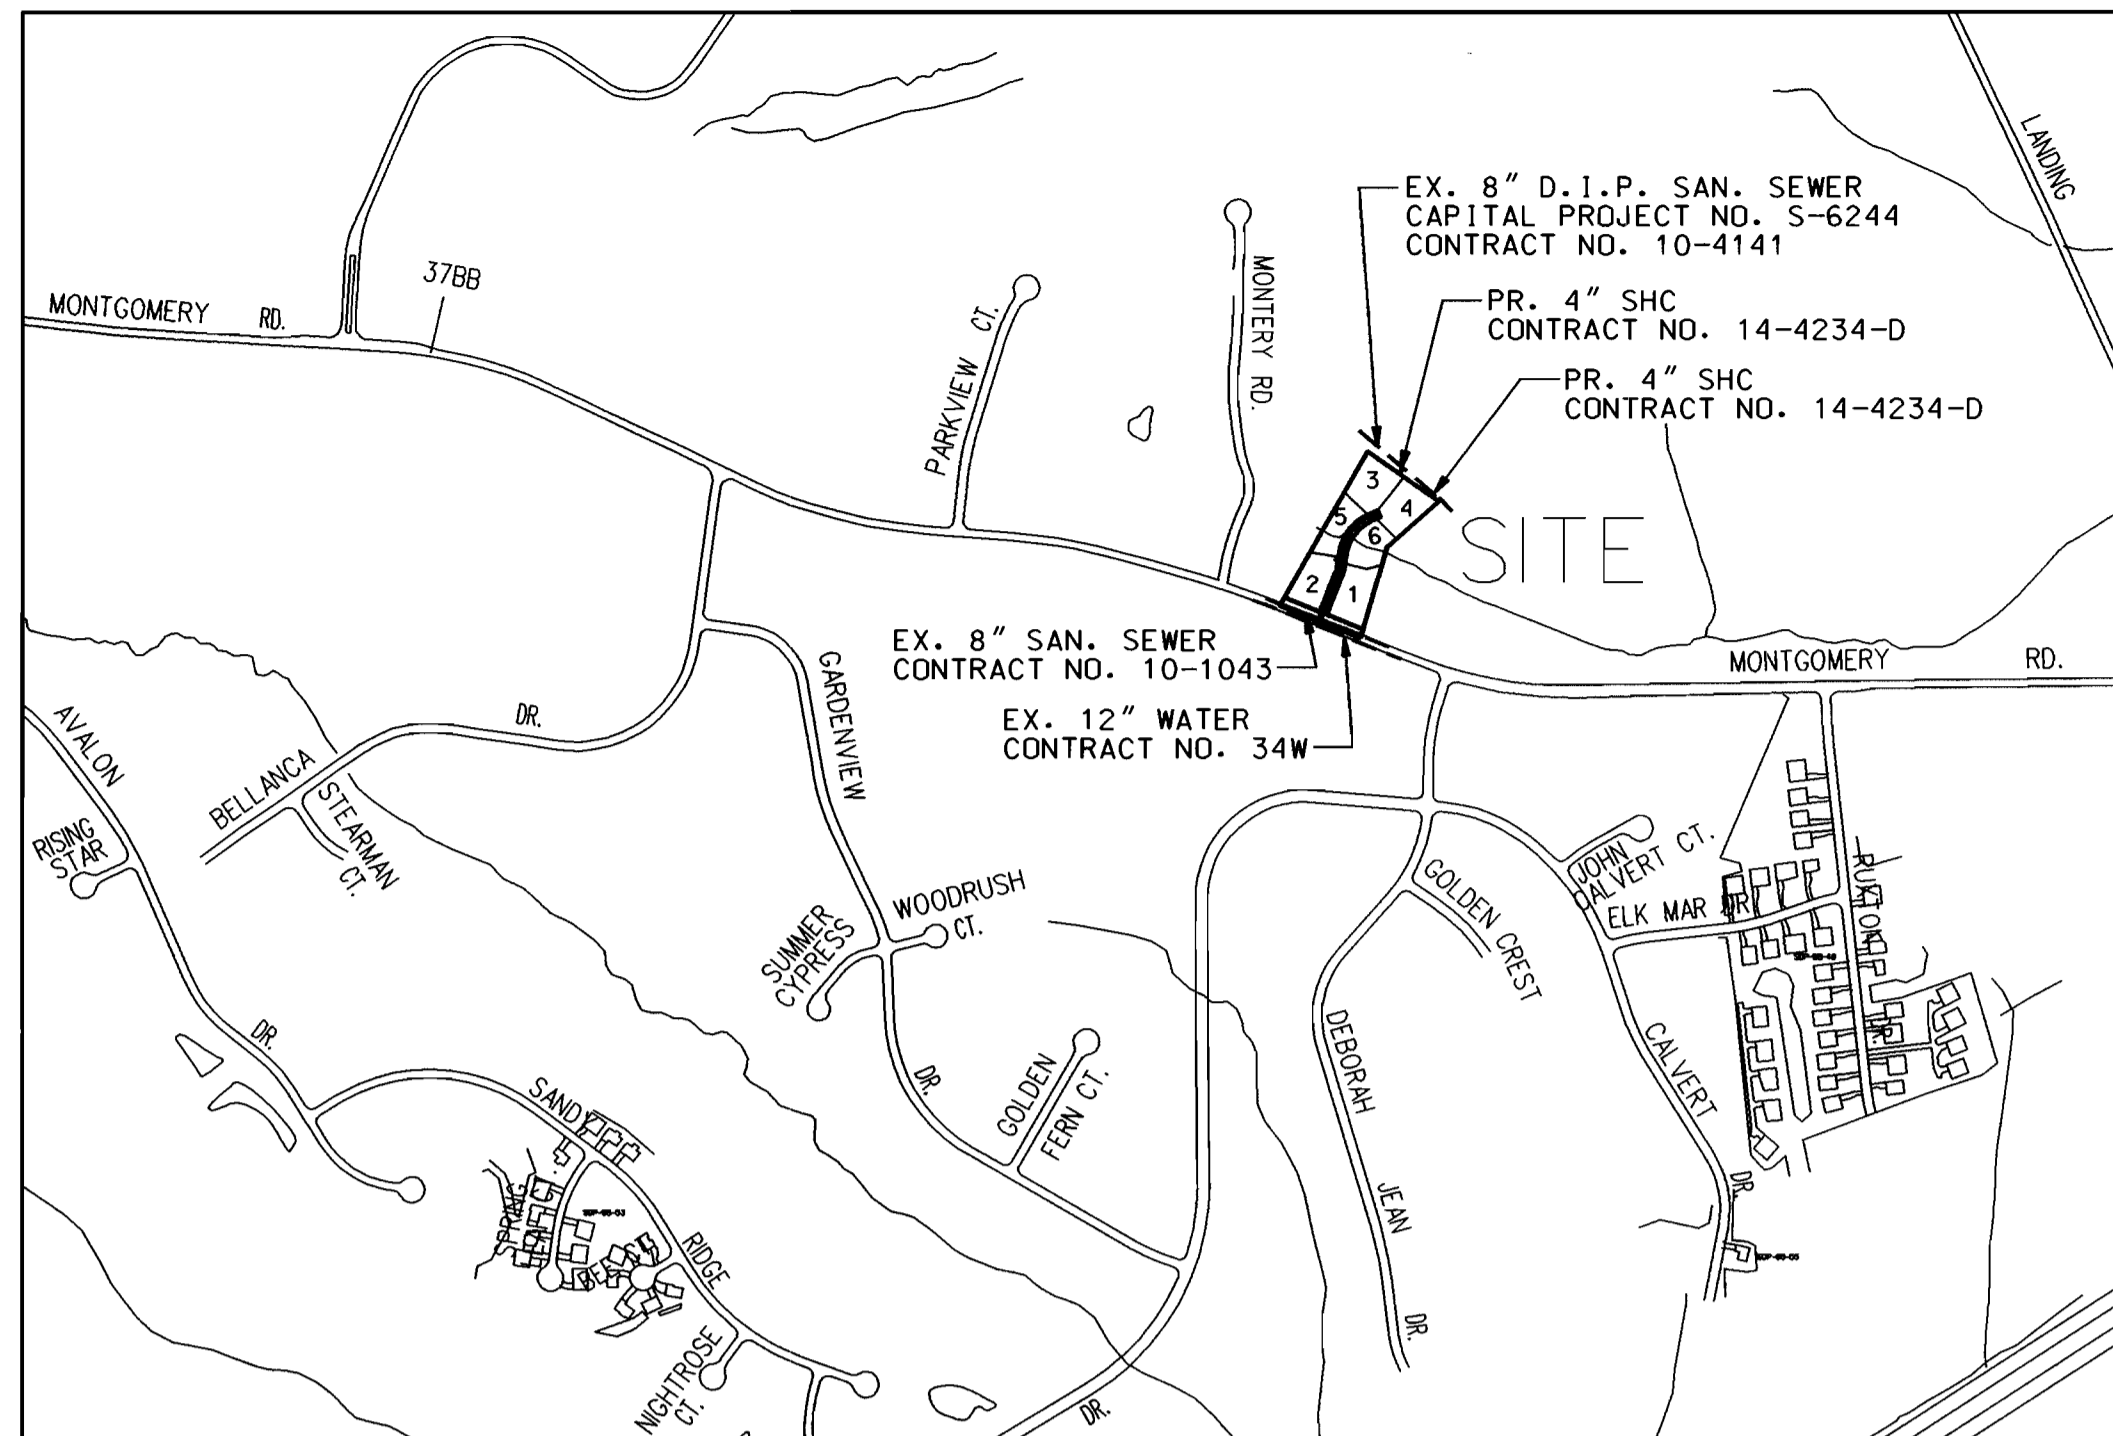 LANDING
EX. 8" D.I.P. SAN. SEWER
CAPITAL PROJECT NO. S-6244
CONTRACT NO. 10-4141
37BB
MONTGOMERY RD.
PARKVIEW CT.
MONTERY RD.
PR. 4" SHC
CONTRACT NO. 14-4234-D
PR. 4" SHC
CONTRACT NO. 14-4234-D
3
4
5
6
2
1
SITE
EX. 8" SAN. SEWER
CONTRACT NO. 10-1043
EX. 12" WATER
CONTRACT NO. 34W
MONTGOMERY RD.
AVALON
DR.
RISING
STAR
BELLANCA
DR.
STEARMAN
CT.
GARDENVIEW
DR.
SUMMER
CYPRESS
WOODRUSH
CT.
GOLDEN
FERN CT.
GOLDEN CREST
DEBORAH
JEAN
DR.
JOHN
ALVERT CT.
ELK MAR DR
RUXTON
CALVERT
DR
SANDY
RIDGE
SPRING
NIGHTROSE
CT.
DR.